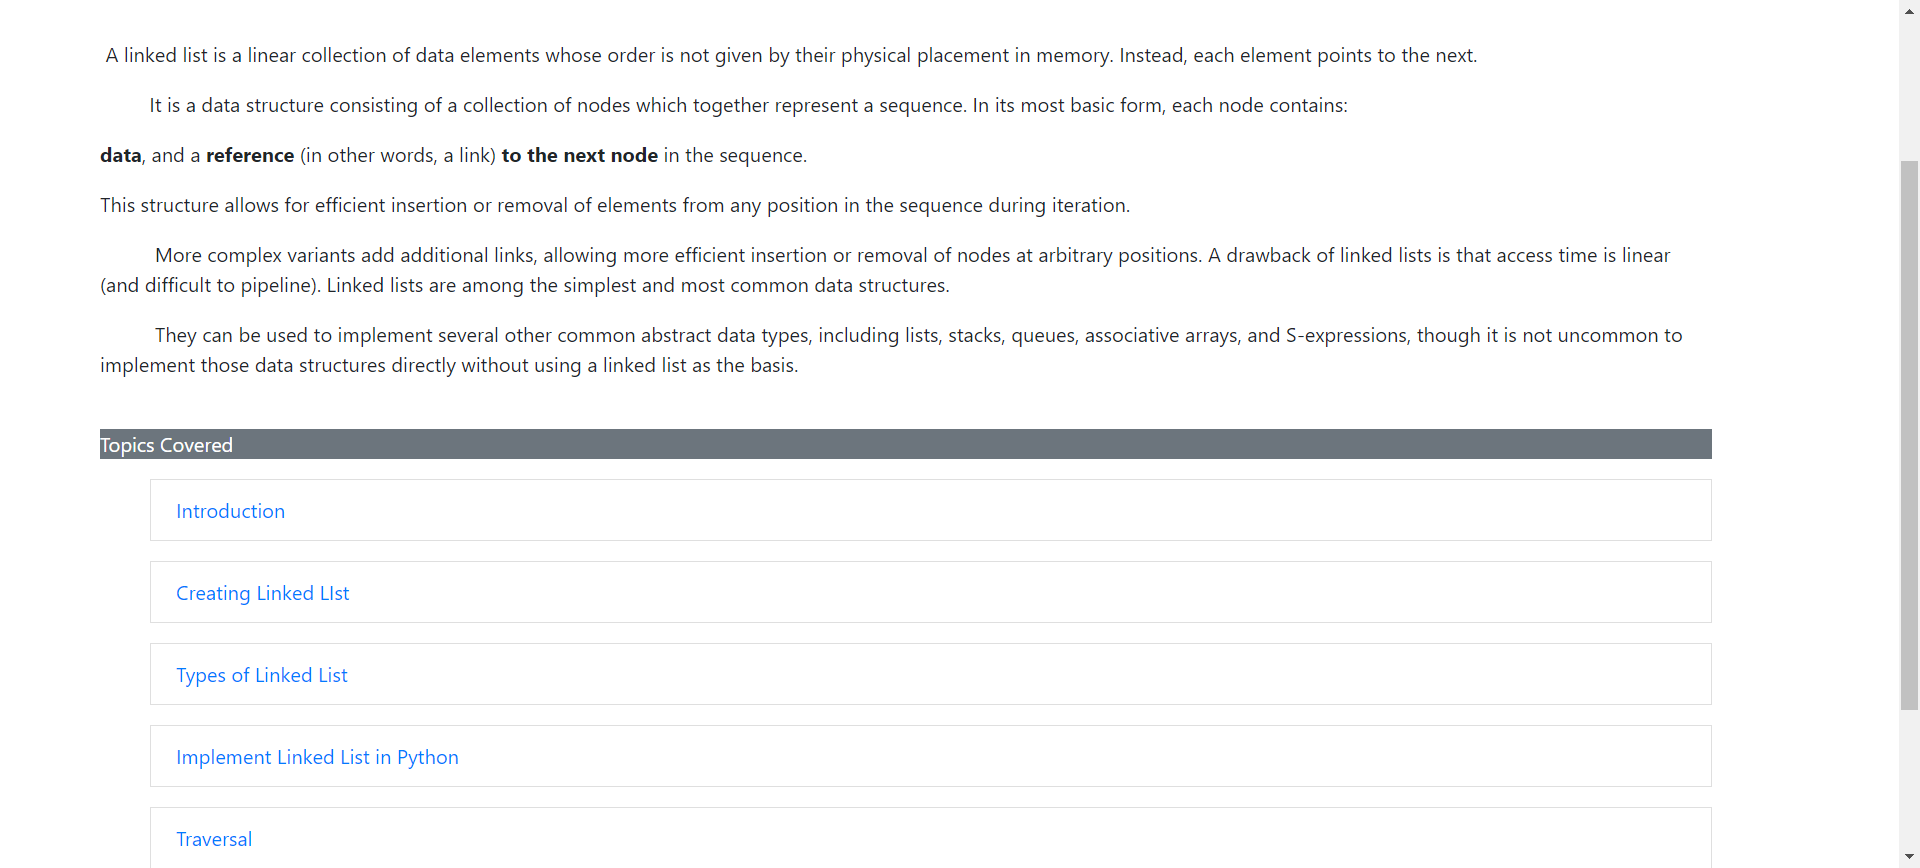 A linked list is a linear collection of data elements whose order is not given by their physical placement in memory. Instead, each element points to the next.
It is a data structure consisting of a collection of nodes which together represent a sequence. In its most basic form, each node contains:
data, and a reference (in other words, a link) to the next node in the sequence.
This structure allows for efficient insertion or removal of elements from any position in the sequence during iteration.
More complex variants add additional links, allowing more efficient insertion or removal of nodes at arbitrary positions. A drawback of linked lists is that access time is linear
(and difficult to pipeline). Linked lists are among the simplest and most common data structures.
They can be used to implement several other common abstract data types, including lists, stacks, queues, associative arrays, and S-expressions, though it is not uncommon to
implement those data structures directly without using a linked list as the basis.
Topics Covered
Introduction
Creating Linked LIst
Types of Linked List
Implement Linked List in Python
Traversal